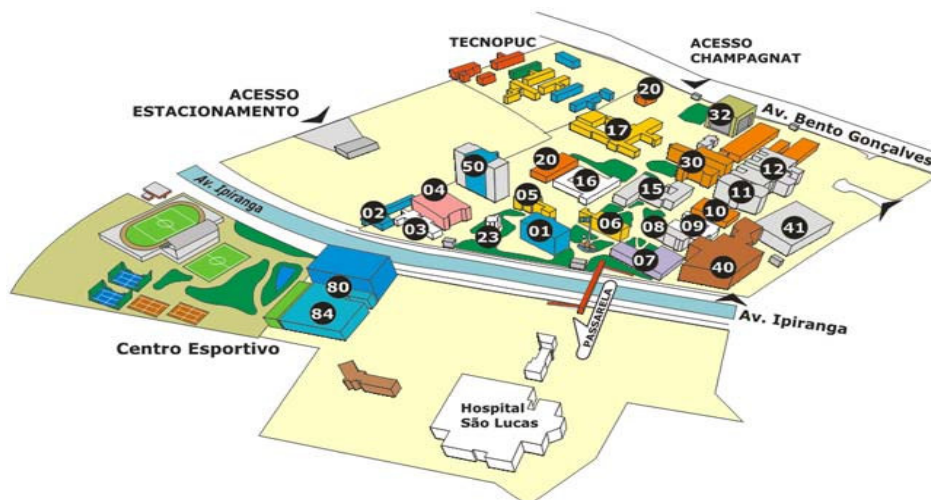 TECNOPUC
ACESSO
CHAMPAGNAT
ACESSO
ESTACIONAMENTO
Av. Bento Gonçalves
20
32
17
50
20
16
30
12
15
11
04
05
10
02
03
23
01
06
08
09
41
07
40
Av. Ipiranga
80
84
PASSARELA
Av. Ipiranga
Centro Esportivo
Hospital
São Lucas